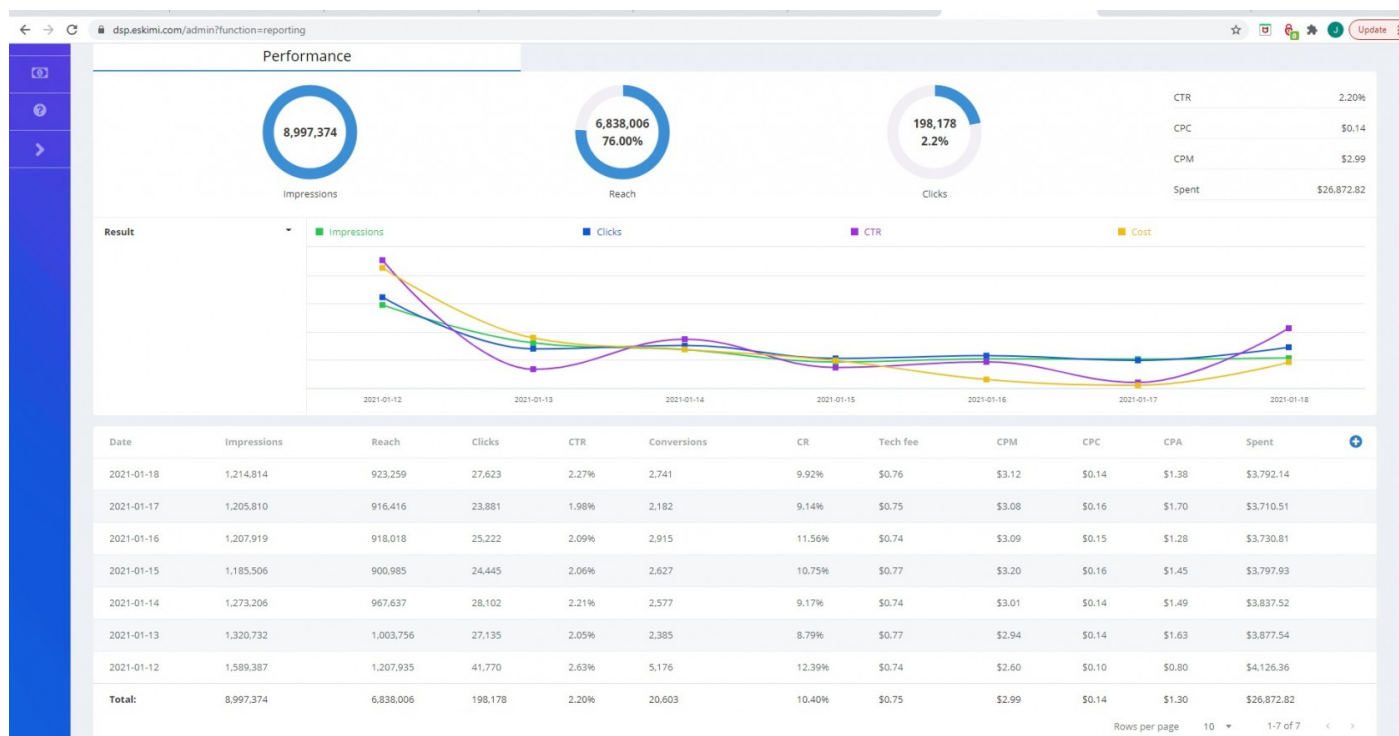 dsp.eskimi.com/admin?function=reporting
J
Update
Performance
8,997,374
Impressions
6,838,006
76.00%
Reach
198,178
2.2%
Clicks
CTR 2.20%
CPC $0.14
CPM $2.99
Spent $26,872.82
Result
Impressions Clicks CTR Cost
2021-01-12 2021-01-13 2021-01-14 2021-01-15 2021-01-16 2021-01-17 2021-01-18
Date Impressions Reach Clicks CTR Conversions CR Tech fee CPM CPC CPA Spent
2021-01-18 1,214,814 923,259 27,623 2.27% 2,741 9.92% $0.76 $3.12 $0.14 $1.38 $3,792.14
2021-01-17 1,205,810 916,416 23,881 1.98% 2,182 9.14% $0.75 $3.08 $0.16 $1.70 $3,710.51
2021-01-16 1,207,919 918,018 25,222 2.09% 2,915 11.56% $0.74 $3.09 $0.15 $1.28 $3,730.81
2021-01-15 1,185,506 900,985 24,445 2.06% 2,627 10.75% $0.77 $3.20 $0.16 $1.45 $3,797.93
2021-01-14 1,273,206 967,637 28,102 2.21% 2,577 9.17% $0.74 $3.01 $0.14 $1.49 $3,837.52
2021-01-13 1,320,732 1,003,756 27,135 2.05% 2,385 8.79% $0.77 $2.94 $0.14 $1.63 $3,877.54
2021-01-12 1,589,387 1,207,935 41,770 2.63% 5,176 12.39% $0.74 $2.60 $0.10 $0.80 $4,126.36
Total: 8,997,374 6,838,006 198,178 2.20% 20,603 10.40% $0.75 $2.99 $0.14 $1.30 $26,872.82
Rows per page 10 1-7 of 7